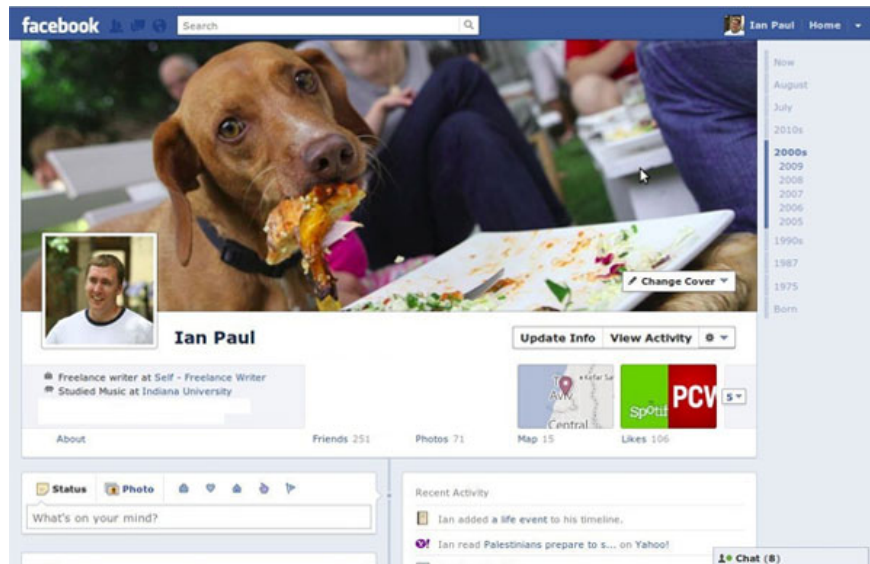 facebook
Search
Ian Paul Home
Now
August
July
2010s
2000s
2009
2008
2007
2006
2005
1990s
1987
1975
Born
Change Cover
Ian Paul
Update Info View Activity
Freelance writer at Self - Freelance Writer
Studied Music at Indiana University
AVIV
Central
Spotif
PCW
5
About
Friends 251
Photos 71
Map 15
Likes 106
Status Photo
What's on your mind?
Recent Activity
Ian added a life event to his timeline.
Ian read Palestinians prepare to s... on Yahoo!
Chat (8)